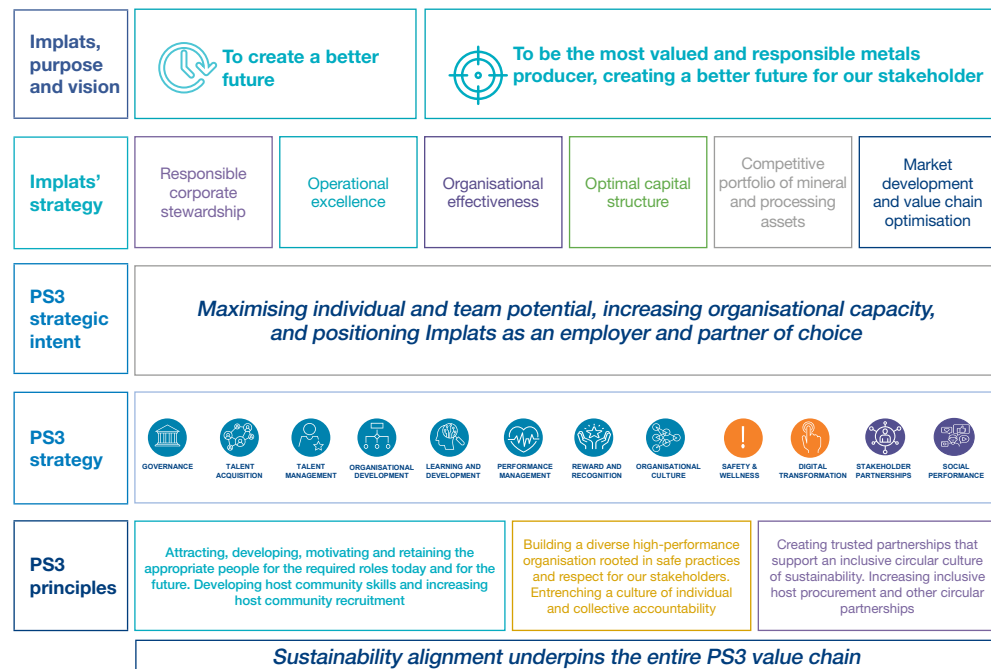 Implats,
purpose
and vision
To create a better
future
To be the most valued and responsible metals
producer, creating a better future for our stakeholder
Implats’
strategy
Responsible
corporate
stewardship
Operational
excellence
Organisational
effectiveness
Optimal capital
structure
Competitive
portfolio of mineral
and processing
assets
Market
development
and value chain
optimisation
PS3
strategic
intent
Maximising individual and team potential, increasing organisational capacity,
and positioning Implats as an employer and partner of choice
PS3
strategy
GOVERNANCE
TALENT
ACQUISITION
TALENT
MANAGEMENT
ORGANISATIONAL
DEVELOPMENT
LEARNING AND
DEVELOPMENT
PERFORMANCE
MANAGEMENT
REWARD AND
RECOGNITION
ORGANISATIONAL
CULTURE
SAFETY &
WELLNESS
DIGITAL
TRANSFORMATION
STAKEHOLDER
PARTNERSHIPS
SOCIAL
PERFORMANCE
PS3
principles
Attracting, developing, motivating and retaining the
appropriate people for the required roles today and for the
future. Developing host community skills and increasing
host community recruitment
Building a diverse high-performance
organisation rooted in safe practices
and respect for our stakeholders.
Entrenching a culture of individual
and collective accountability
Creating trusted partnerships that
support an inclusive circular culture
of sustainability. Increasing inclusive
host procurement and other circular
partnerships
Sustainability alignment underpins the entire PS3 value chain